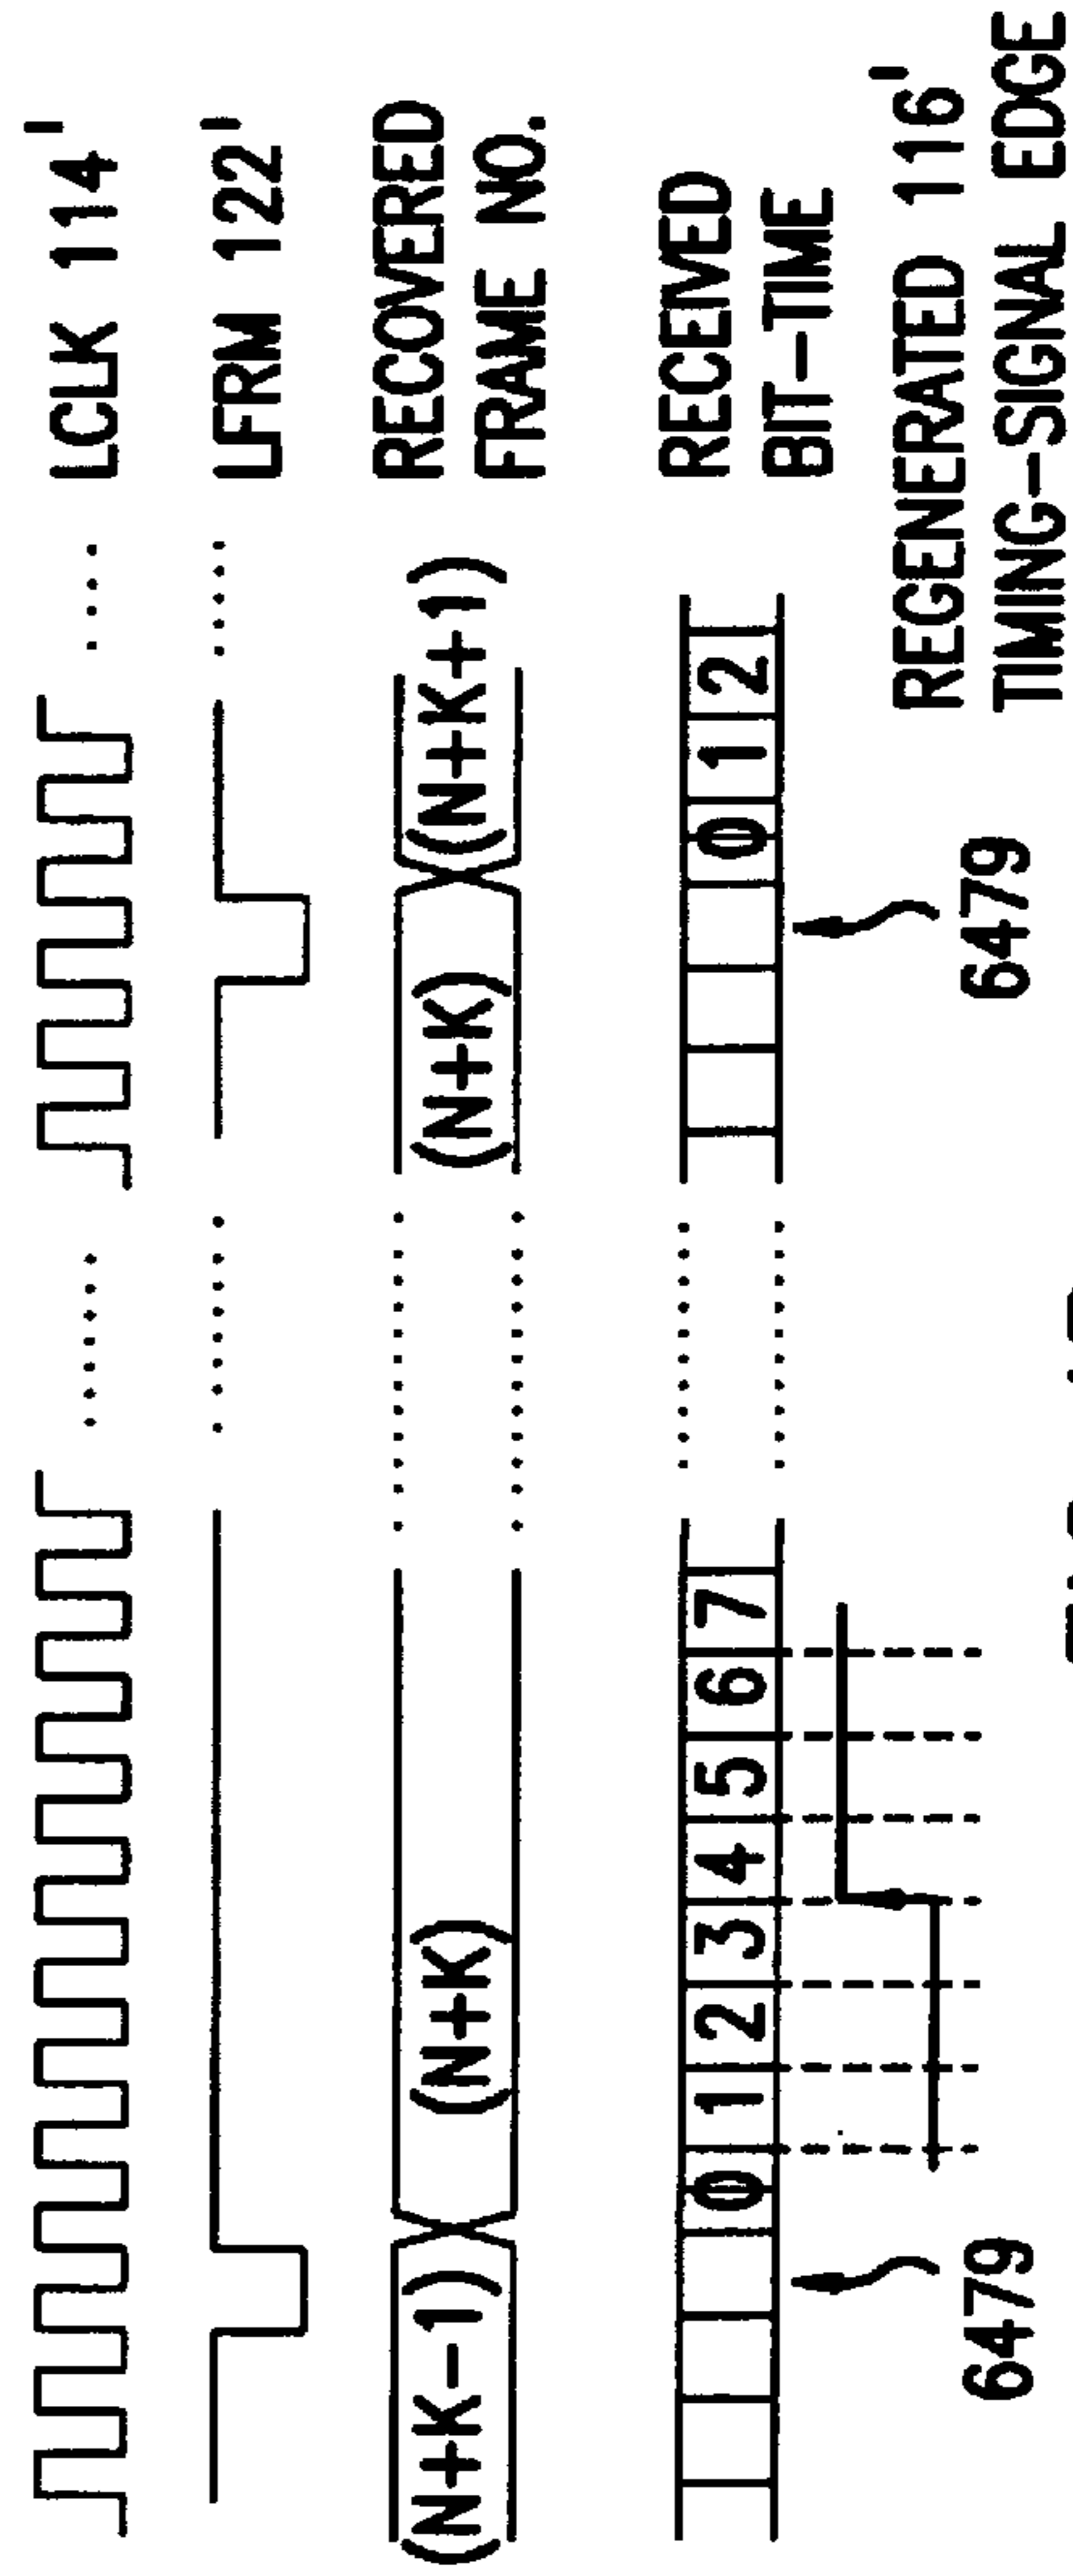 LCLK 114'
LFRM 122'
(N+K-1)
(N+K)
(N+K)
(N+K+1)
RECOVERED
FRAME NO.
0 1 2 3 4 5 6 7
0 1 2
RECEIVED
BIT-TIME
6479
6479
REGENERATED 116'
TIMING-SIGNAL EDGE